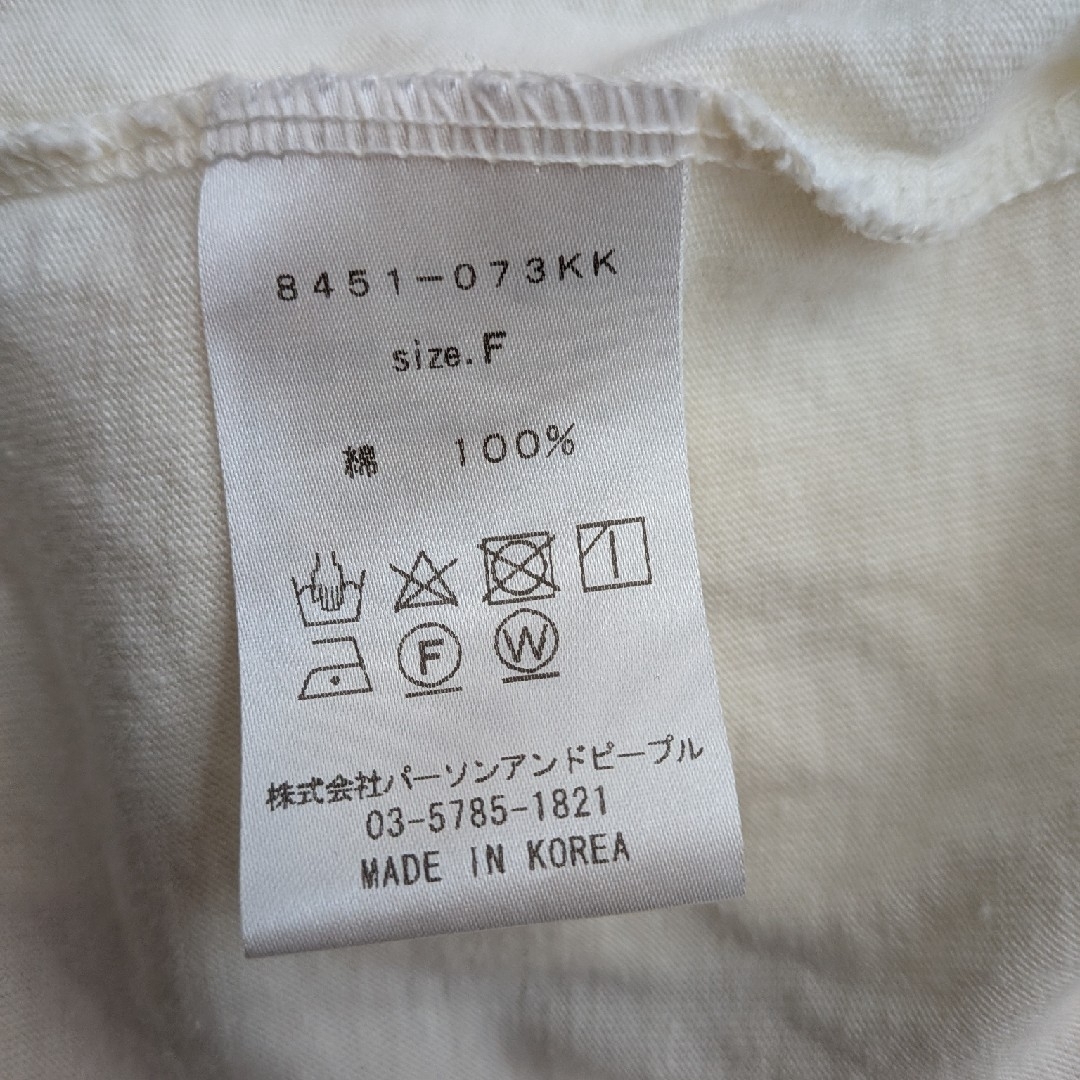 8451-073KK
size.F
綿 100%
F W
株式会社パーソンアンドピープル
03-5785-1821
MADE IN KOREA